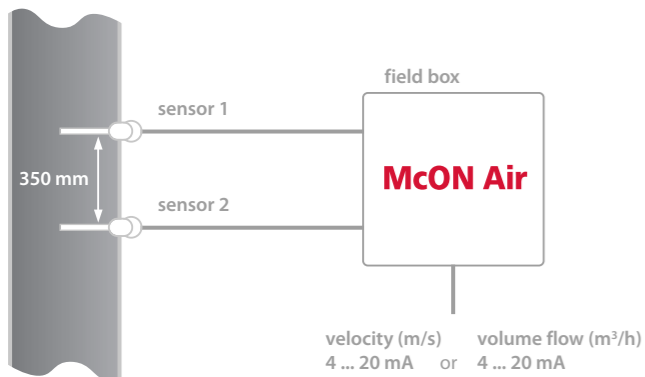 field box
sensor 1
McON Air
350 mm
sensor 2
velocity (m/s) volume flow (m³/h)
4 ... 20 mA or 4 ... 20 mA